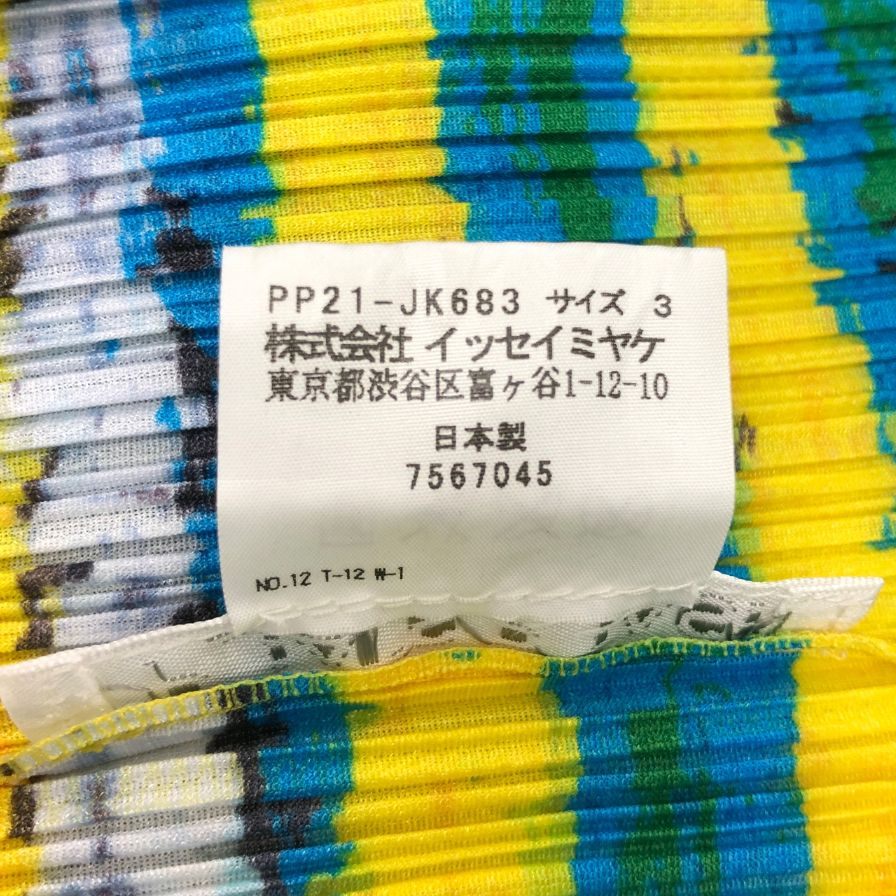 PP21-JK683 サイズ 3
株式会社 イッセイミヤケ
東京都渋谷区富ヶ谷1-12-10
日本製
7567045
NO.12 T-12 W-1